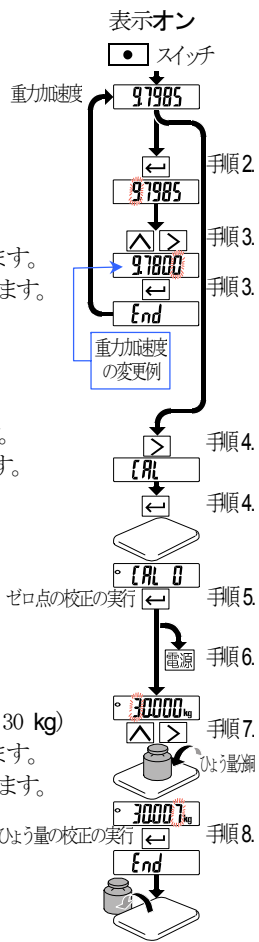 表示オン
スイッチ
重力加速度
9.7985
手順2.
9.7985
手順3.
ます。
9.7800
手順3.
ます。
End
重力加速度
の変更例
。
手順4.
す。
CAL
手順4.
CAL 0
ゼロ点の校正の実行
手順5.
電源
手順6.
30.000kg
30 kg)
手順7.
ます。
ひょう量分銅
ます。
30.007kg
ひょう量の校正の実行
手順8.
End